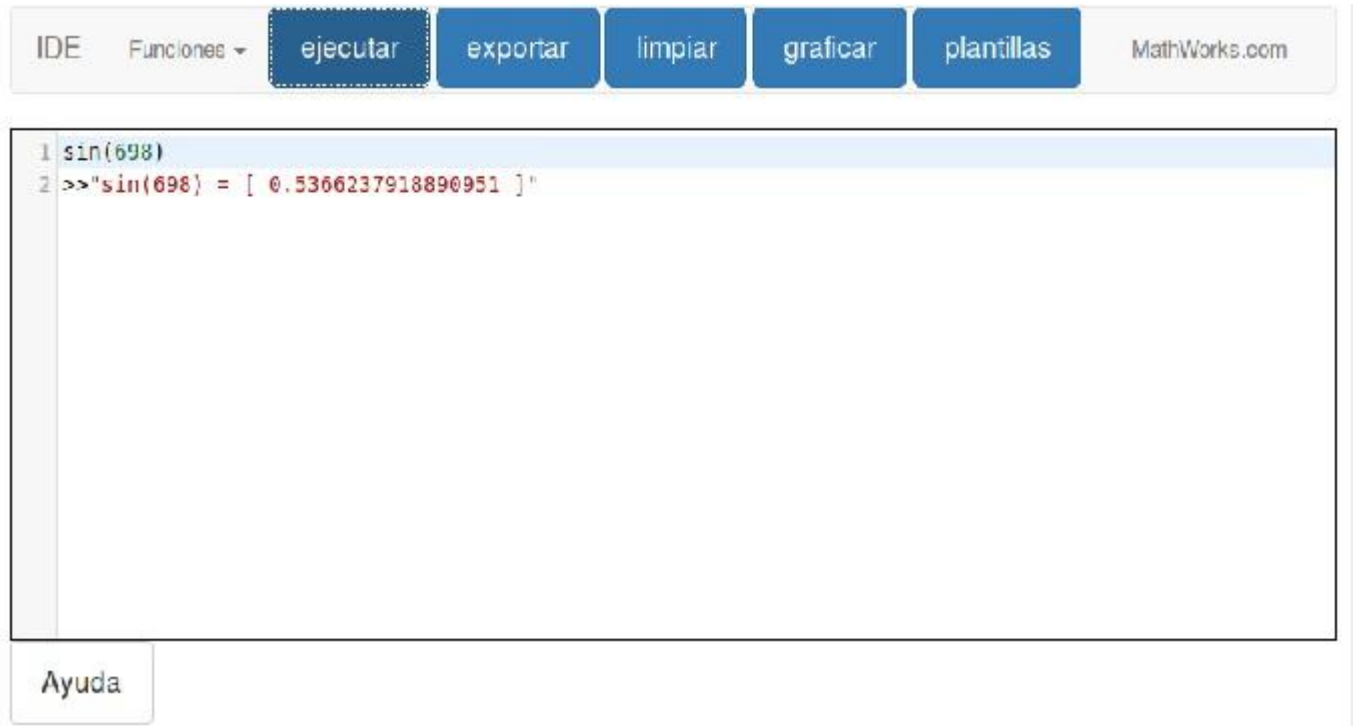 IDE Funciones ejecutar exportar limpiar graficar plantillas MathWorks.com
1 sin(698)
2 >>"sin(698) = [ 0.5366237918890951 ]"
Ayuda